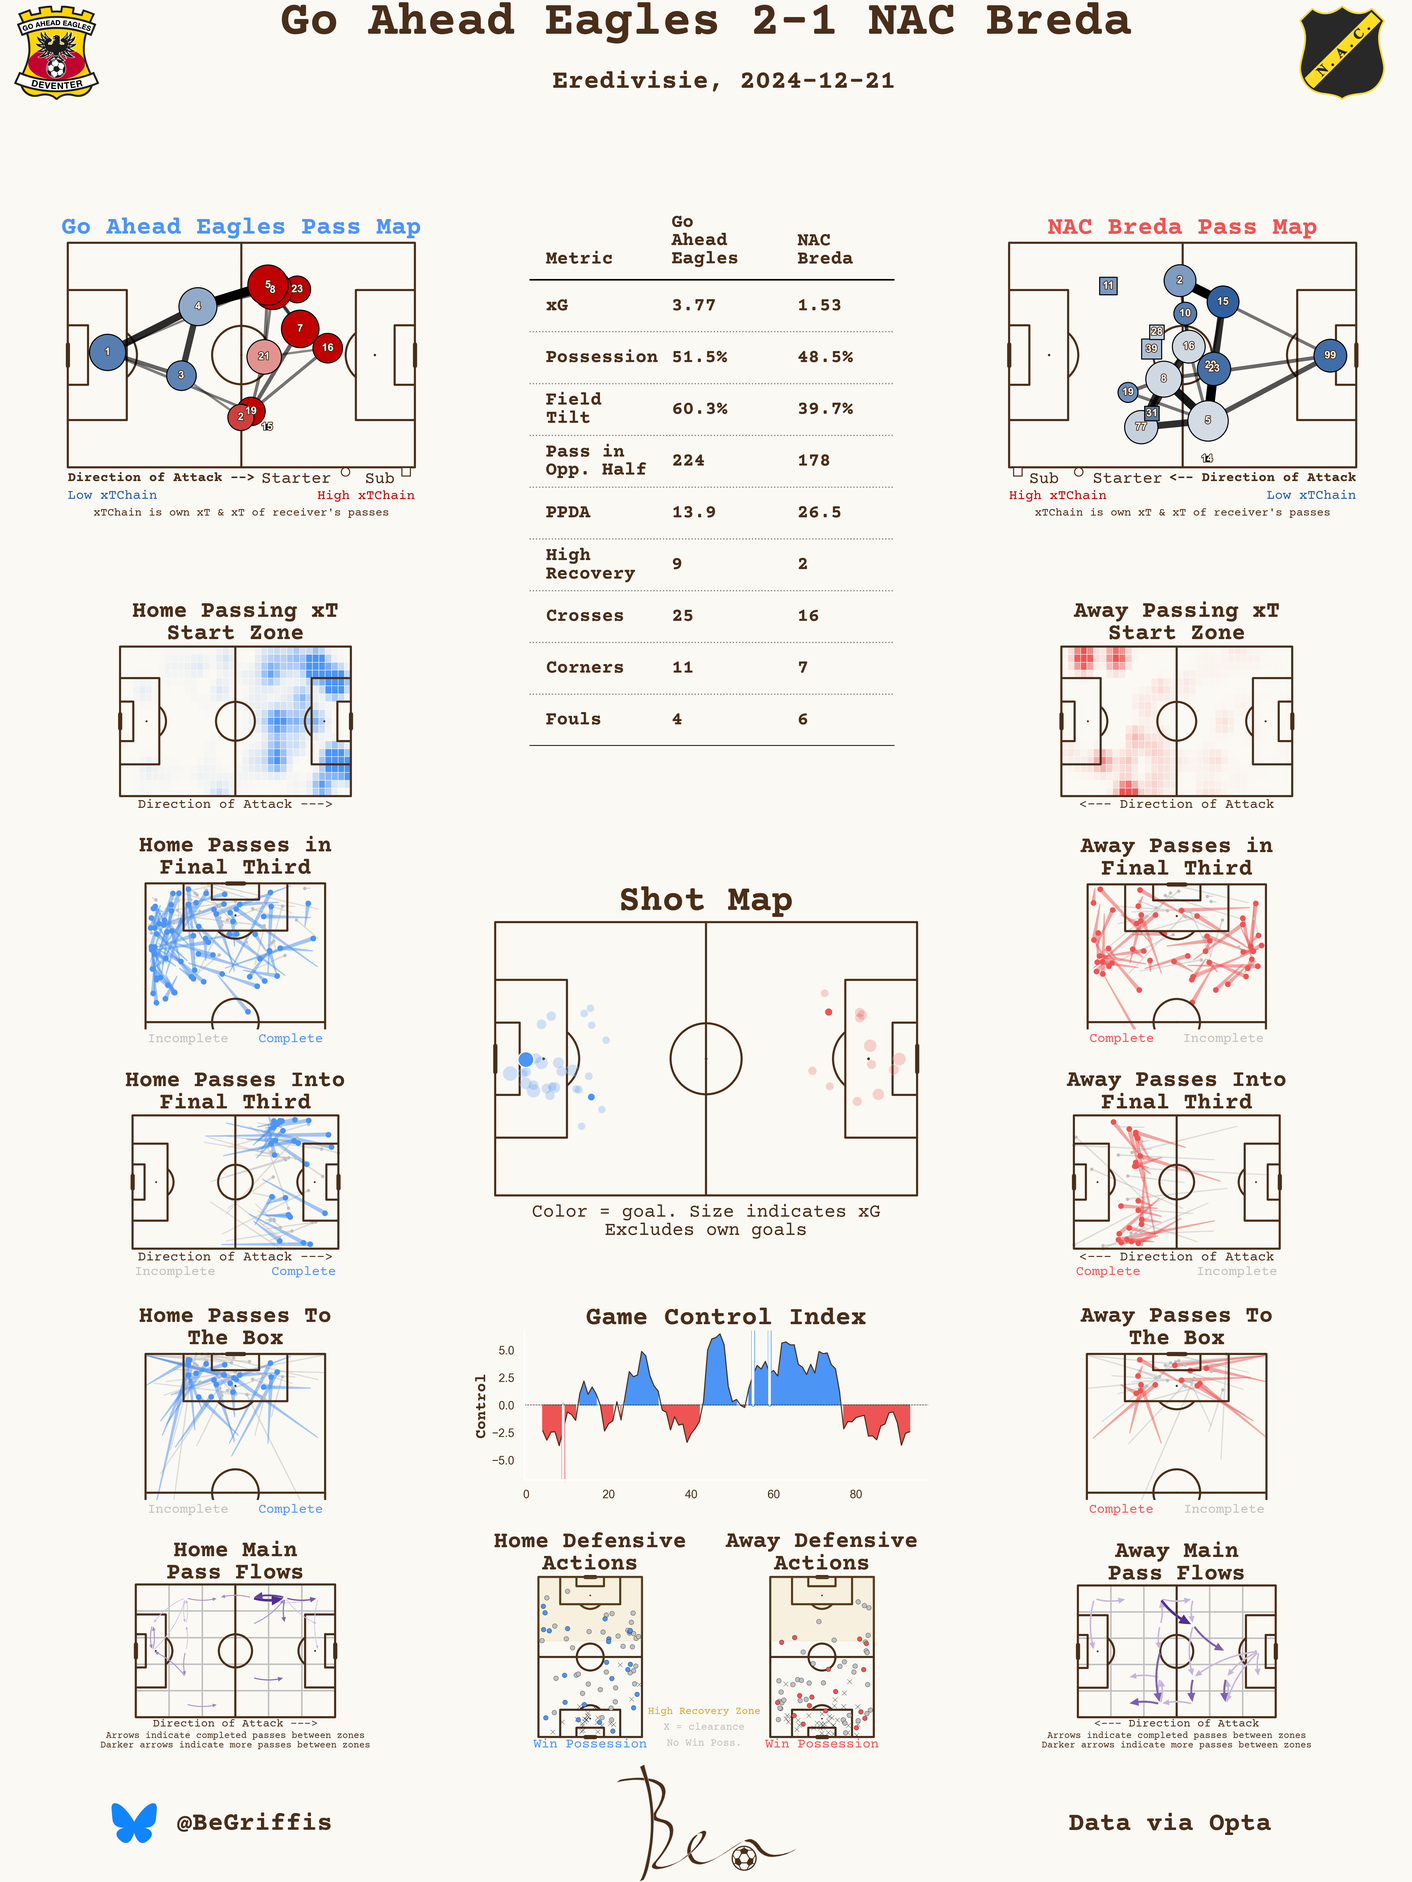 Go Ahead Eagles 2-1 NAC Breda
GO AHEAD EAGLES
DEVENTER
N.A.C.
Eredivisie, 2024-12-21
Go Ahead Eagles Pass Map
4
5
8
23
7
1
21
16
3
2
19
15
Direction of Attack --> Starter Sub
Low xTChain High xTChain
xTChain is own xT & xT of receiver's passes
Metric Go Ahead Eagles NAC Breda
xG 3.77 1.53
Possession 51.5% 48.5%
Field Tilt 60.3% 39.7%
Pass in Opp. Half 224 178
PPDA 13.9 26.5
High Recovery 9 2
Crosses 25 16
Corners 11 7
Fouls 4 6
NAC Breda Pass Map
11
2
15
10
28
39
16
99
23
8
19
31
77
5
14
Sub Starter <-- Direction of Attack
High xTChain Low xTChain
xTChain is own xT & xT of receiver's passes
Home Passing xT
Start Zone
Direction of Attack --->
Away Passing xT
Start Zone
<--- Direction of Attack
Home Passes in
Final Third
Incomplete Complete
Away Passes in
Final Third
Complete Incomplete
Shot Map
Color = goal. Size indicates xG
Excludes own goals
Home Passes Into
Final Third
Direction of Attack --->
Incomplete Complete
Away Passes Into
Final Third
<--- Direction of Attack
Complete Incomplete
Home Passes To
The Box
Incomplete Complete
Game Control Index
Control
5.0
2.5
0.0
−2.5
−5.0
0 20 40 60 80
Away Passes To
The Box
Complete Incomplete
Home Main
Pass Flows
Direction of Attack --->
Arrows indicate completed passes between zones
Darker arrows indicate more passes between zones
Home Defensive
Actions
Win Possession
Away Defensive
Actions
Win Possession
High Recovery Zone
X = clearance
No Win Poss.
Away Main
Pass Flows
<--- Direction of Attack
Arrows indicate completed passes between zones
Darker arrows indicate more passes between zones
@BeGriffis
Ben
Data via Opta